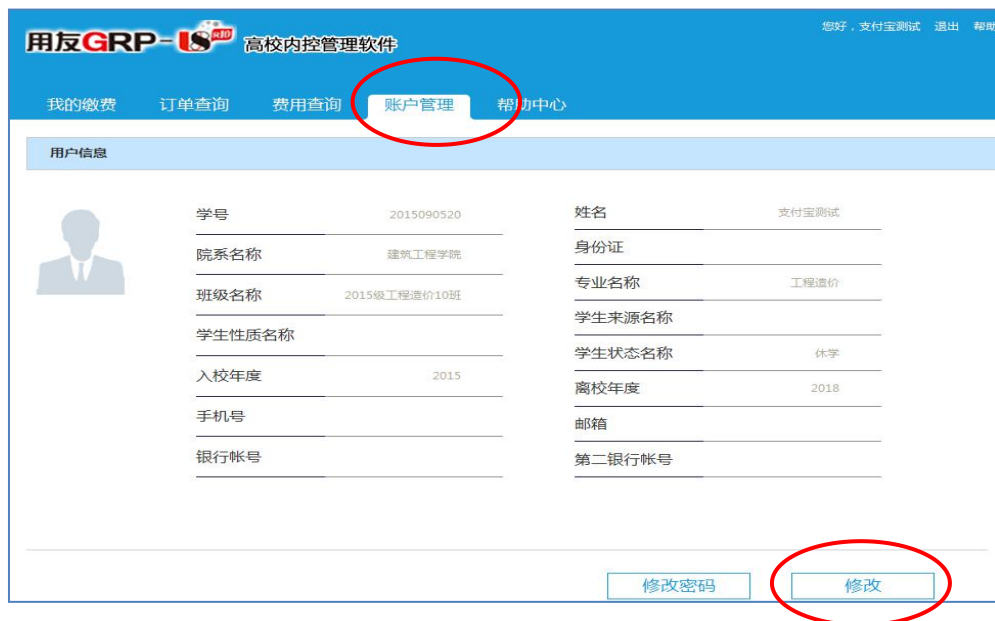 您好，支付宝测试 退出 帮助
用友GRP-U8 R10 高校内控管理软件
我的缴费 订单查询 费用查询 账户管理 帮助中心
用户信息
学号 2015090520 姓名 支付宝测试
院系名称 建筑工程学院 身份证
班级名称 2015级工程造价10班 专业名称 工程造价
学生性质名称 学生来源名称
学生状态名称 休学
入校年度 2015 离校年度 2018
手机号 邮箱
银行帐号 第二银行帐号
修改密码 修改